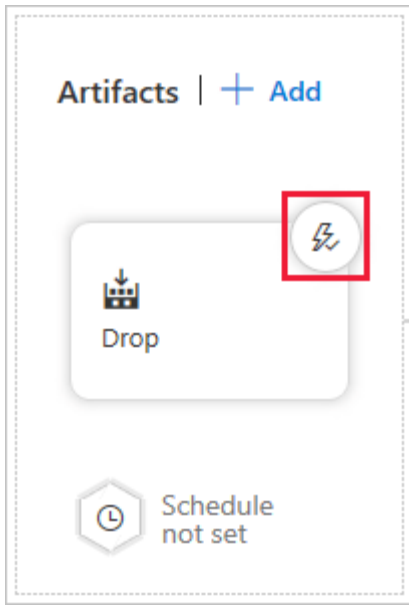 Artifacts | + Add
Drop
Schedule
not set